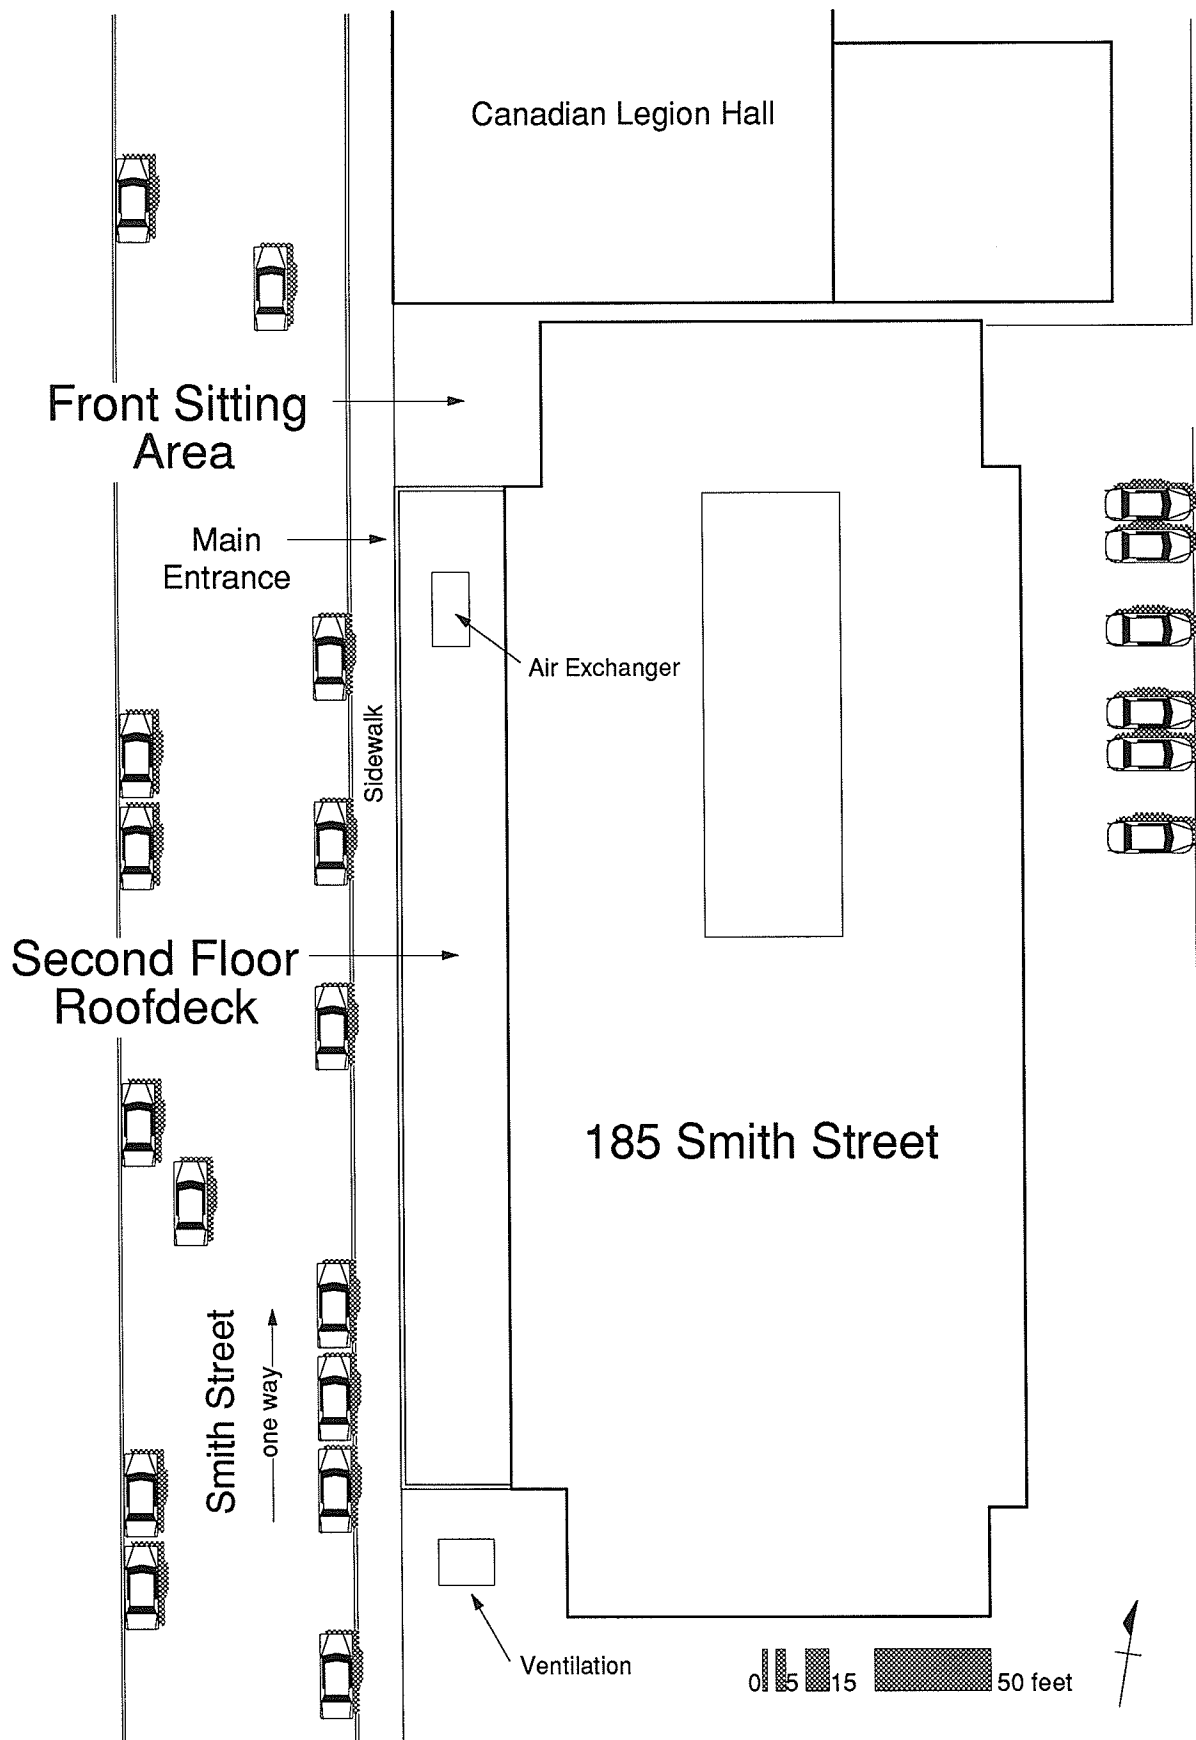 Canadian Legion Hall
Front Sitting
Area
Main
Entrance
Air Exchanger
Sidewalk
Second Floor
Roofdeck
185 Smith Street
Smith Street
one way
Ventilation
0 5 15 50 feet